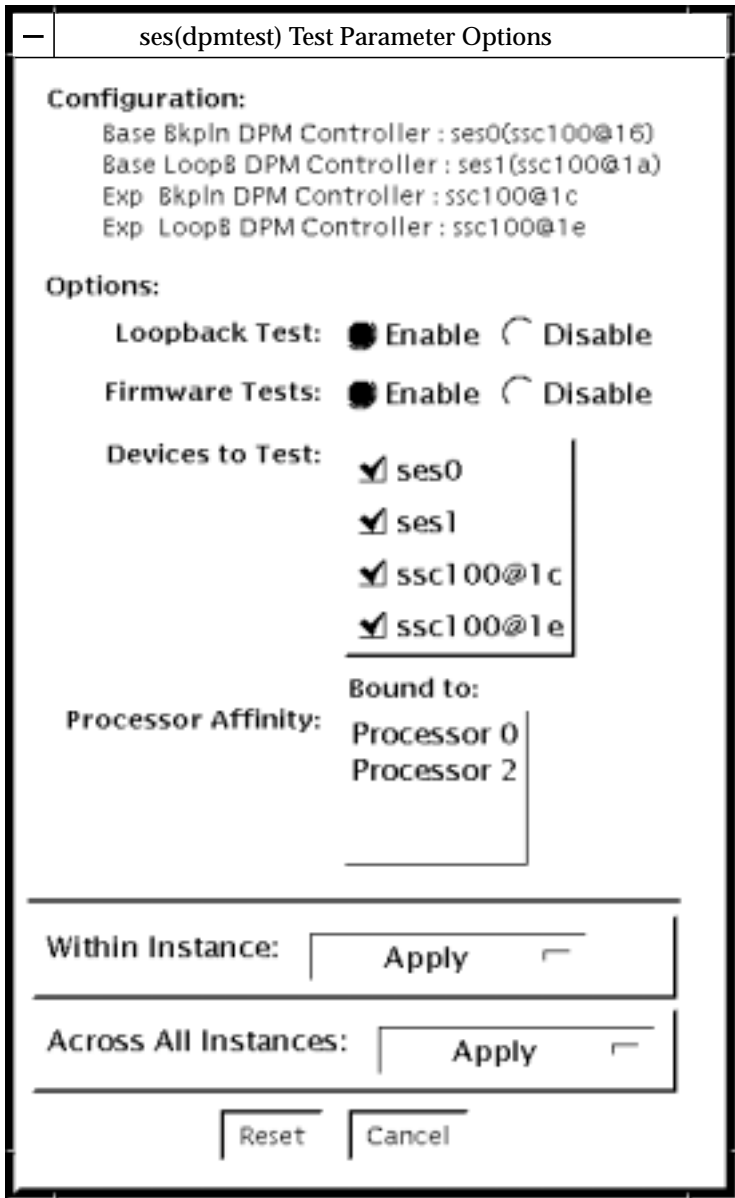 ses(dpmtest) Test Parameter Options
Configuration:
Base Bkpln DPM Controller : ses0(ssc100@16)
Base LoopB DPM Controller : ses1(ssc100@1a)
Exp Bkpln DPM Controller : ssc100@1c
Exp LoopB DPM Controller : ssc100@1e
Options:
Loopback Test: Enable Disable
Firmware Tests: Enable Disable
Devices to Test:
ses0
ses1
ssc100@1c
ssc100@1e
Bound to:
Processor Affinity:
Processor 0
Processor 2
Within Instance: Apply
Across All Instances: Apply
Reset Cancel